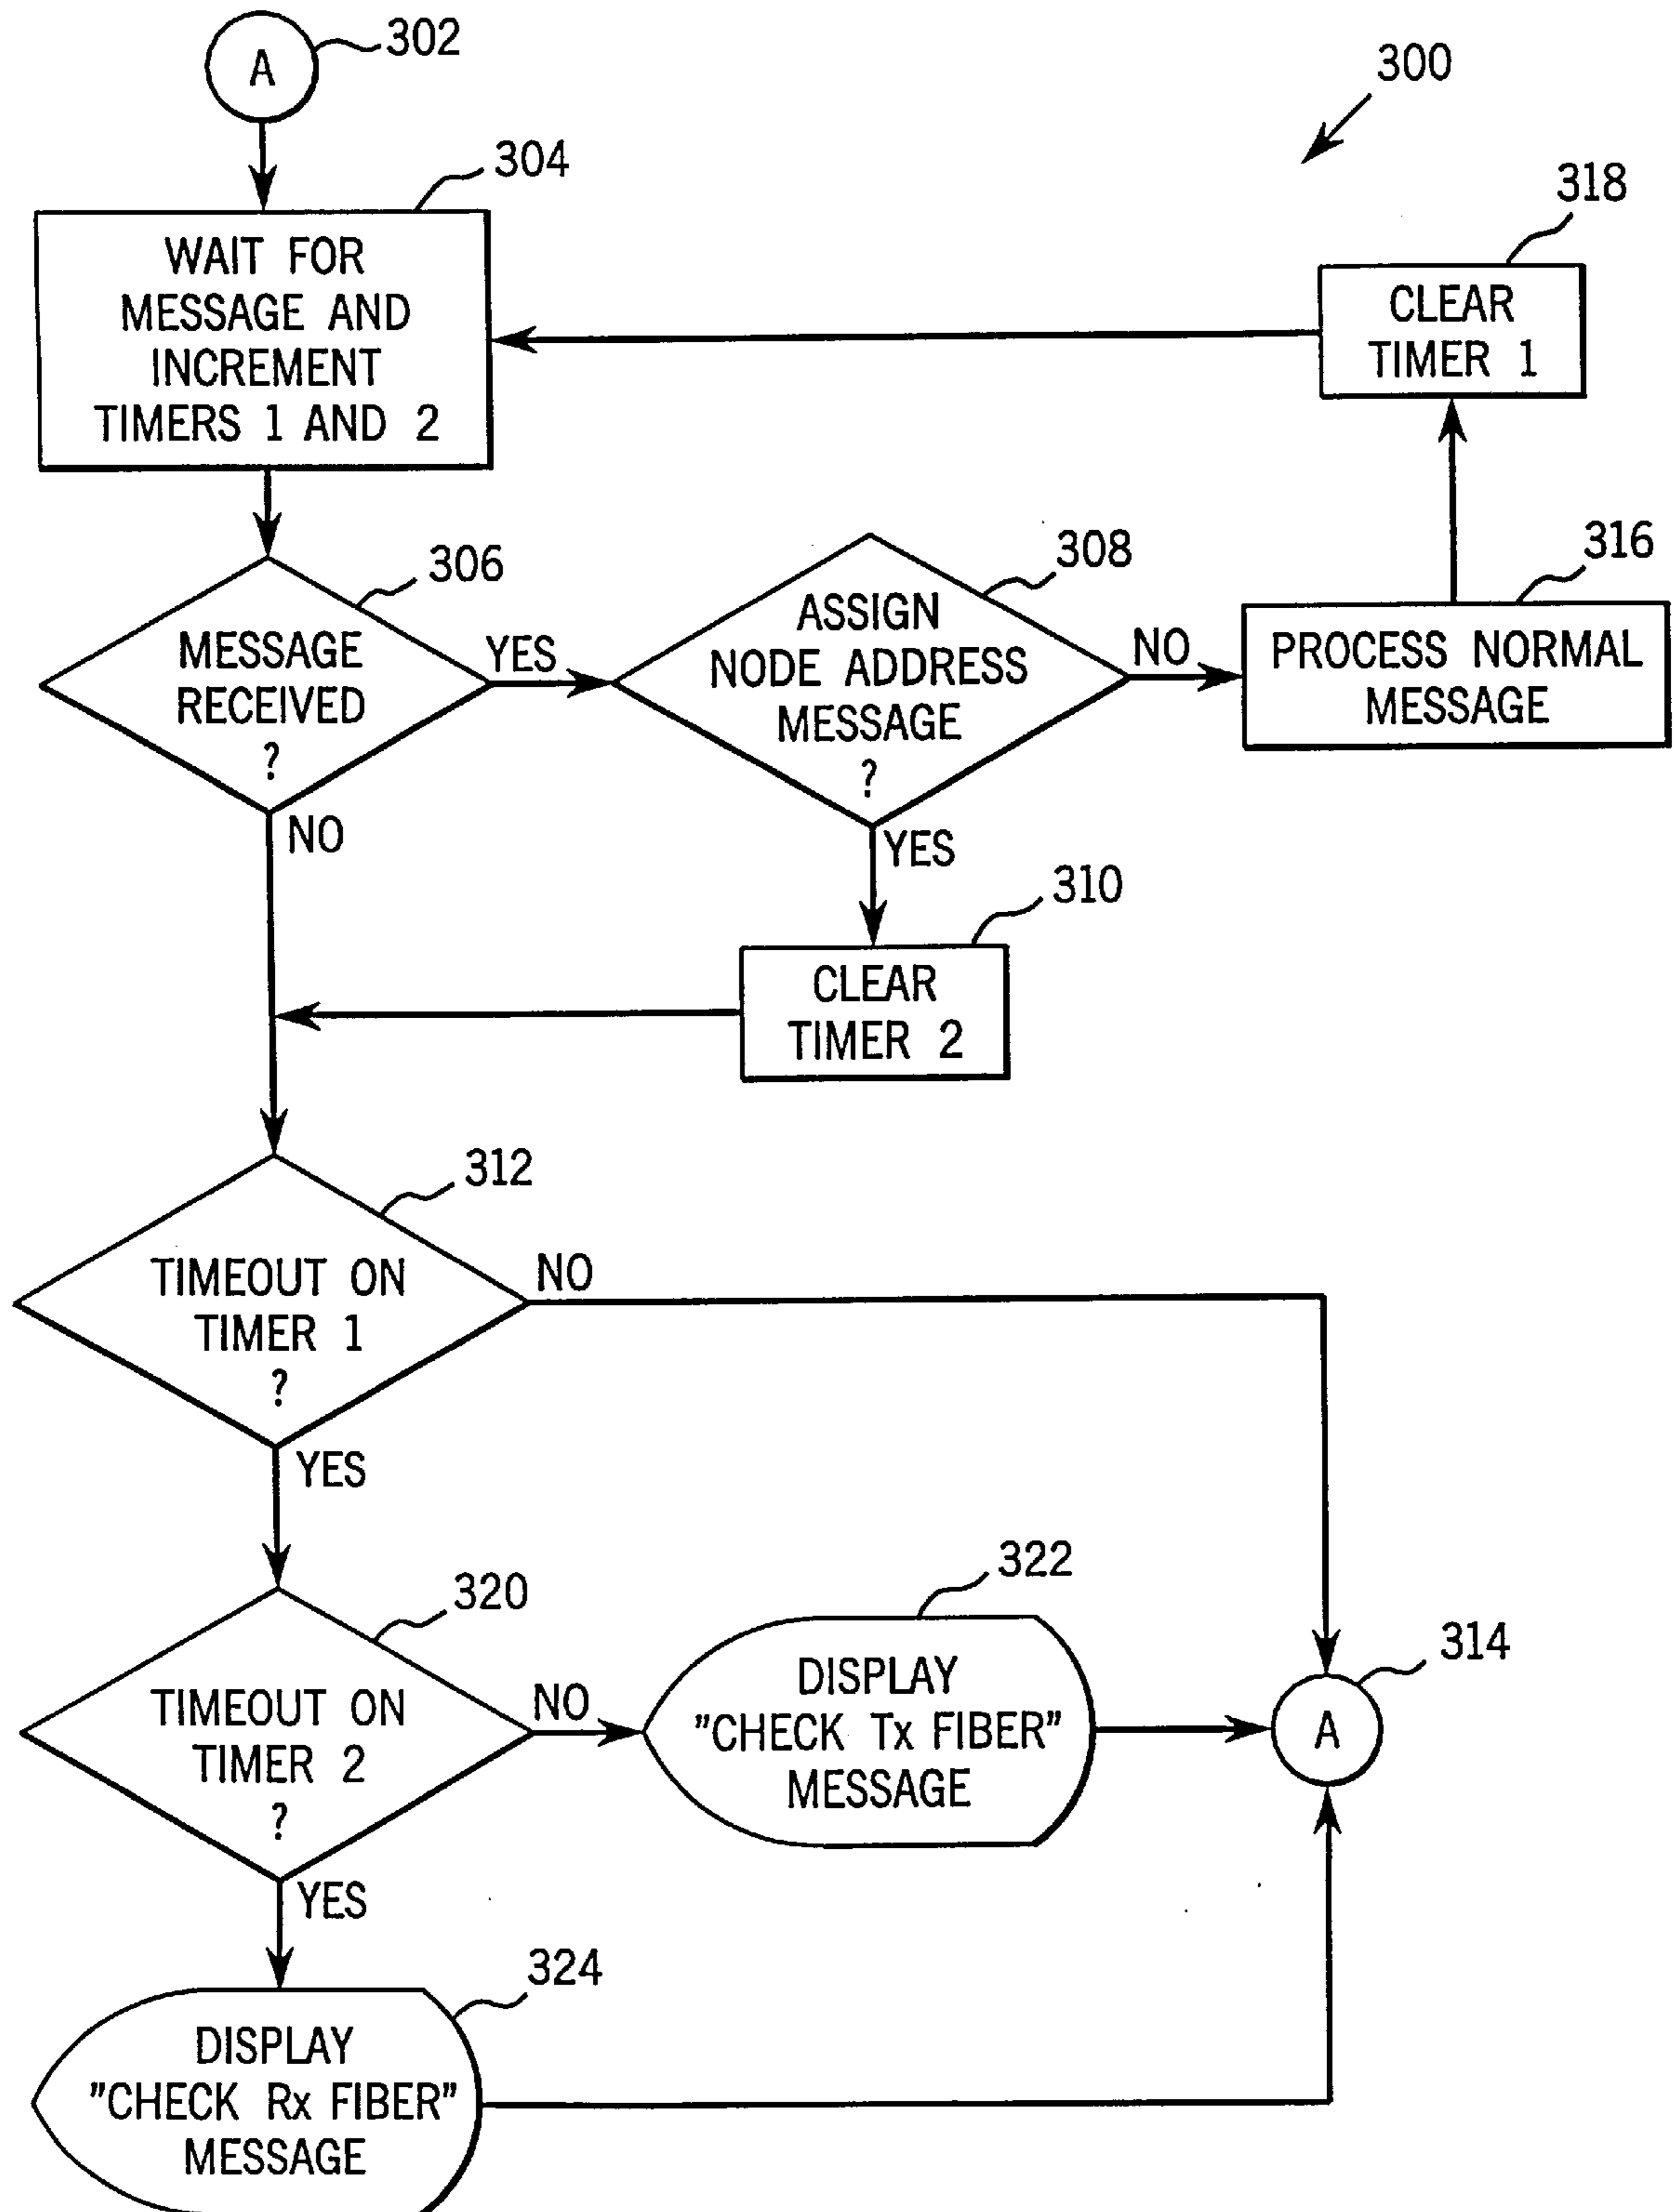 A
302
300
304
WAIT FOR
MESSAGE AND
INCREMENT
TIMERS 1 AND 2
318
CLEAR
TIMER 1
306
MESSAGE
RECEIVED
?
YES
NO
308
ASSIGN
NODE ADDRESS
MESSAGE
?
NO
YES
316
PROCESS NORMAL
MESSAGE
310
CLEAR
TIMER 2
312
TIMEOUT ON
TIMER 1
?
NO
YES
320
TIMEOUT ON
TIMER 2
?
NO
YES
322
DISPLAY
"CHECK Tx FIBER"
MESSAGE
314
A
324
DISPLAY
"CHECK Rx FIBER"
MESSAGE